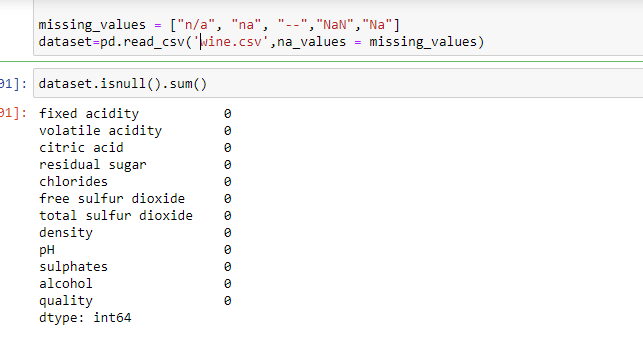 missing_values = ["n/a", "na", "--","NaN","Na"]
dataset=pd.read_csv('wine.csv',na_values = missing_values)
01]: dataset.isnull().sum()
01]: fixed acidity 0
volatile acidity 0
citric acid 0
residual sugar 0
chlorides 0
free sulfur dioxide 0
total sulfur dioxide 0
density 0
pH 0
sulphates 0
alcohol 0
quality 0
dtype: int64